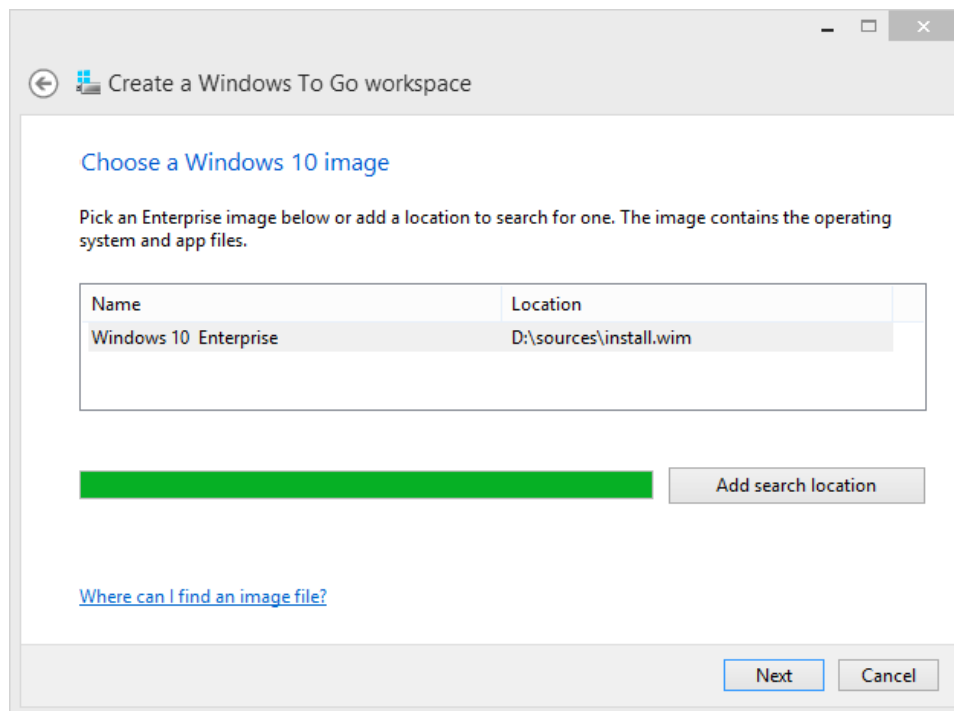 Create a Windows To Go workspace
Choose a Windows 10 image
Pick an Enterprise image below or add a location to search for one. The image contains the operating
system and app files.
Name Location
Windows 10 Enterprise D:\sources\install.wim
Add search location
Where can I find an image file?
Next Cancel